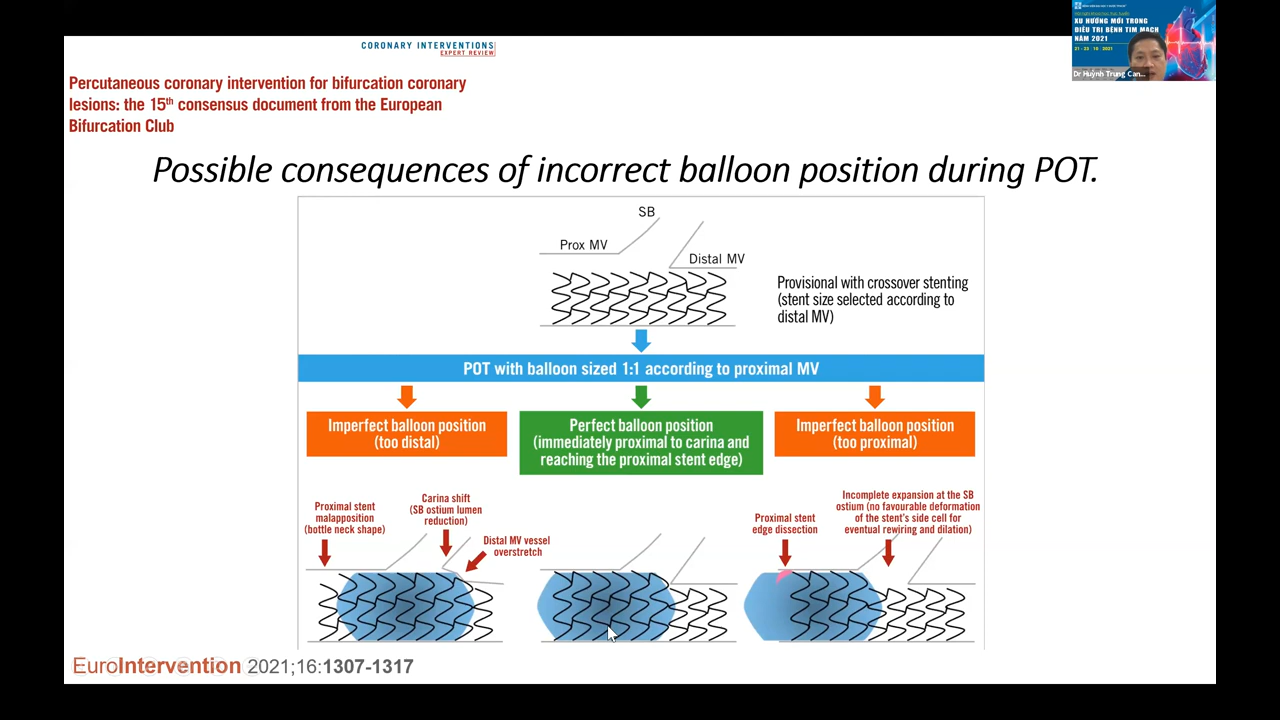 CORONARY INTERVENTIONS
EXPERT REVIEW
XU HƯỚNG MỚI TRONG
ĐIỀU TRỊ BỆNH TIM MẠCH
NĂM 2021
21 - 23 . 10 . 2021
Dr Huỳnh Trung Can...
Percutaneous coronary intervention for bifurcation coronary
lesions: the 15th consensus document from the European
Bifurcation Club
Possible consequences of incorrect balloon position during POT.
SB
Prox MV
Distal MV
Provisional with crossover stenting
(stent size selected according to
distal MV)
POT with balloon sized 1:1 according to proximal MV
Imperfect balloon position
(too distal)
Perfect balloon position
(immediately proximal to carina and
reaching the proximal stent edge)
Imperfect balloon position
(too proximal)
Proximal stent
malapposition
(bottle neck shape)
Carina shift
(SB ostium lumen
reduction)
Distal MV vessel
overstretch
Proximal stent
edge dissection
Incomplete expansion at the SB
ostium (no favourable deformation
of the stent's side cell for
eventual rewiring and dilation)
EuroIntervention 2021;16:1307-1317